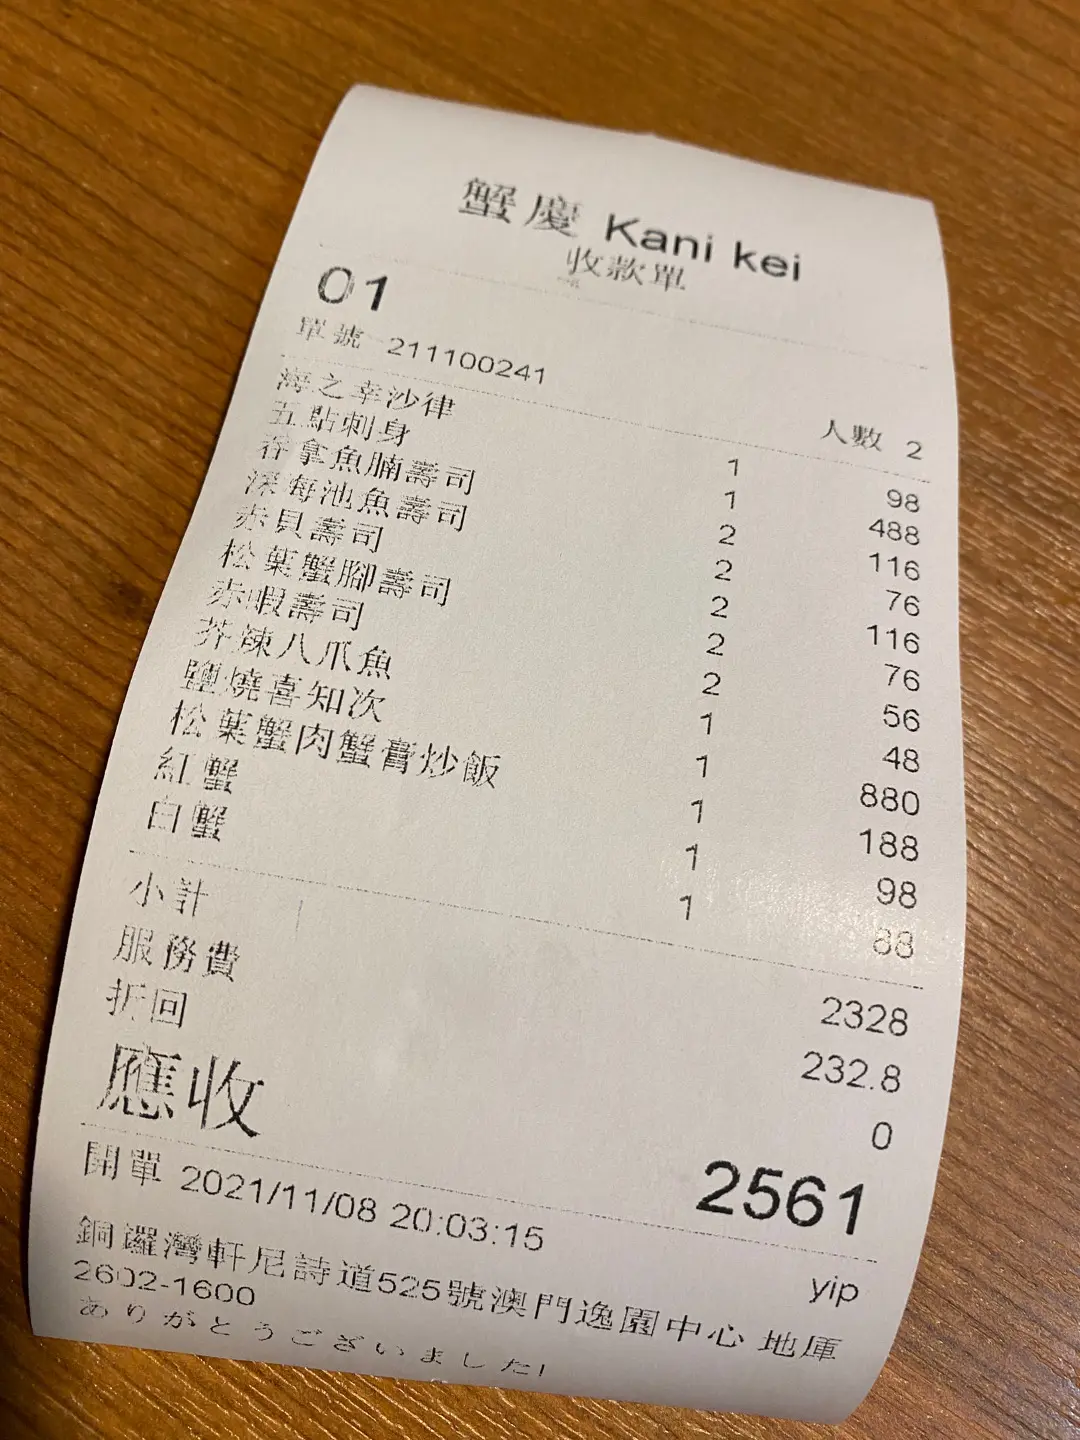 蟹慶 Kani kei
收款單
01
單號 211100241 人數 2
海之幸沙律 1 98
五點刺身 1 488
吞拿魚腩壽司 2 116
深海池魚壽司 2 76
赤貝壽司 2 116
松葉蟹腳壽司 2 76
赤蝦壽司 2 56
芥辣八爪魚 1 48
鹽燒喜知次 1 880
松葉蟹肉蟹膏炒飯 1 188
紅蟹 1 98
白蟹 1 88
小計 2328
服務費 232.8
折回 0
應收 2561
開單 2021/11/08 20:03:15 yip
銅鑼灣軒尼詩道525號澳門逸園中心地庫
2602-1600
ありがとうございました!